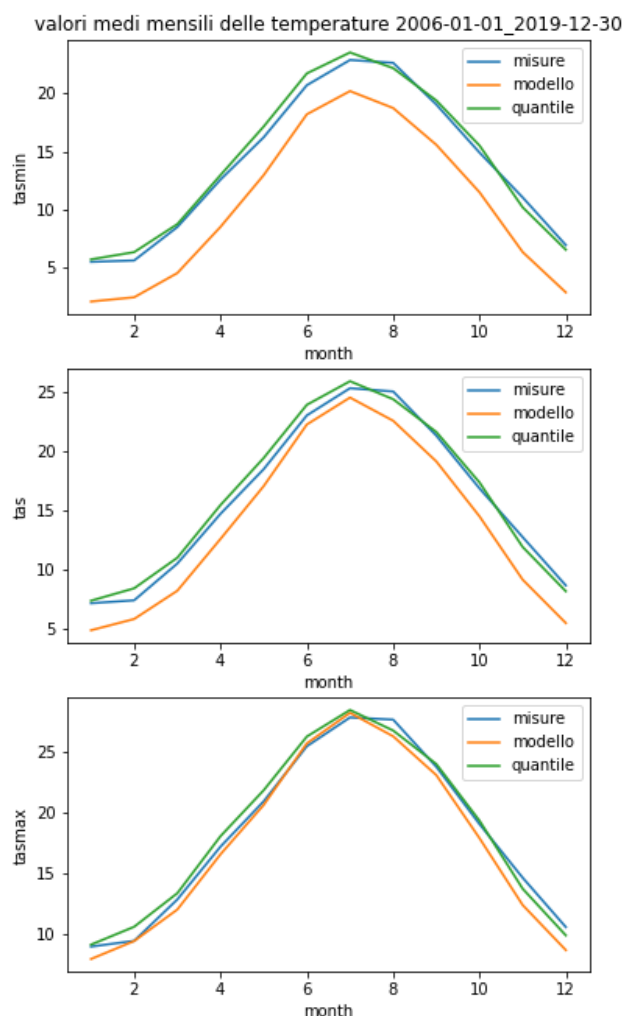 valori medi mensili delle temperature 2006-01-01_2019-12-30
misure
modello
quantile
20
15
10
5
tasmin
2 4 6 8 10 12
month
misure
modello
quantile
25
20
15
10
5
tas
2 4 6 8 10 12
month
misure
modello
quantile
25
20
15
10
tasmax
2 4 6 8 10 12
month